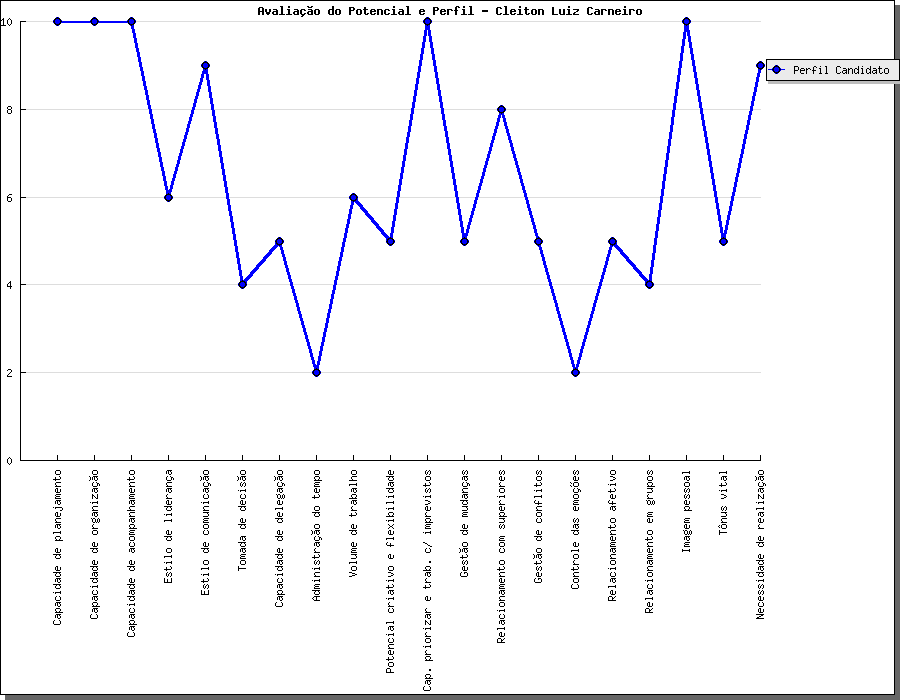 Avaliação do Potencial e Perfil - Cleiton Luiz Carneiro
10
8
6
4
2
0
Perfil Candidato
Capacidade de planejamento
Capacidade de organização
Capacidade de acompanhamento
Estilo de liderança
Estilo de comunicação
Tomada de decisão
Capacidade de delegação
Administração do tempo
Volume de trabalho
Potencial criativo e flexibilidade
Cap. priorizar e trab. c/ imprevistos
Gestão de mudanças
Relacionamento com superiores
Gestão de conflitos
Controle das emoções
Relacionamento afetivo
Relacionamento em grupos
Imagem pessoal
Tônus vital
Necessidade de realização